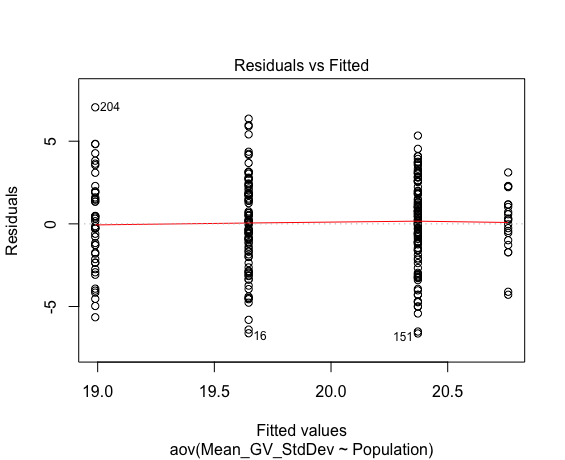 Residuals vs Fitted
204
16
151
5
0
-5
Residuals
19.0 19.5 20.0 20.5
Fitted values
aov(Mean_GV_StdDev ~ Population)